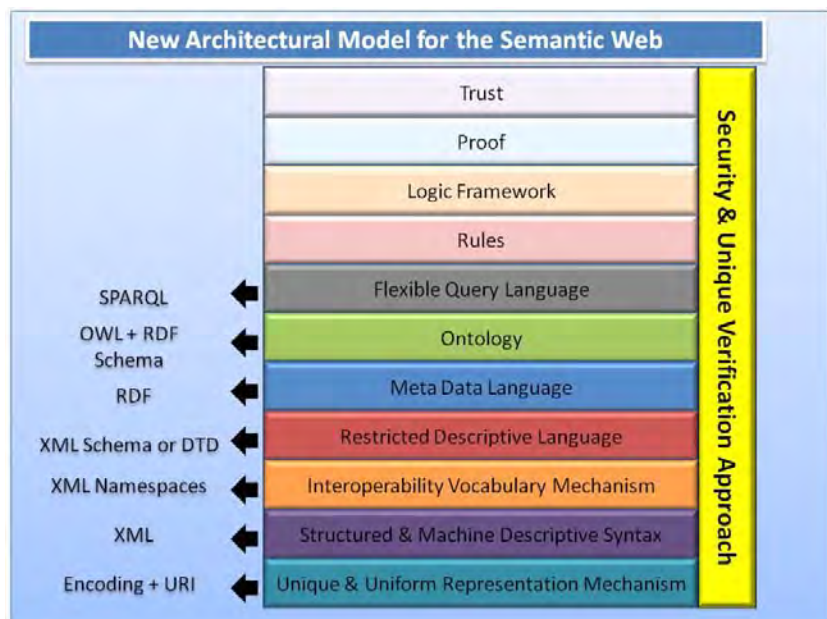 New Architectural Model for the Semantic Web
Trust
Proof
Logic Framework
Rules
SPARQL
Flexible Query Language
OWL + RDF
Schema
Ontology
RDF
Meta Data Language
XML Schema or DTD
Restricted Descriptive Language
XML Namespaces
Interoperability Vocabulary Mechanism
XML
Structured & Machine Descriptive Syntax
Encoding + URI
Unique & Uniform Representation Mechanism
Security & Unique Verification Approach